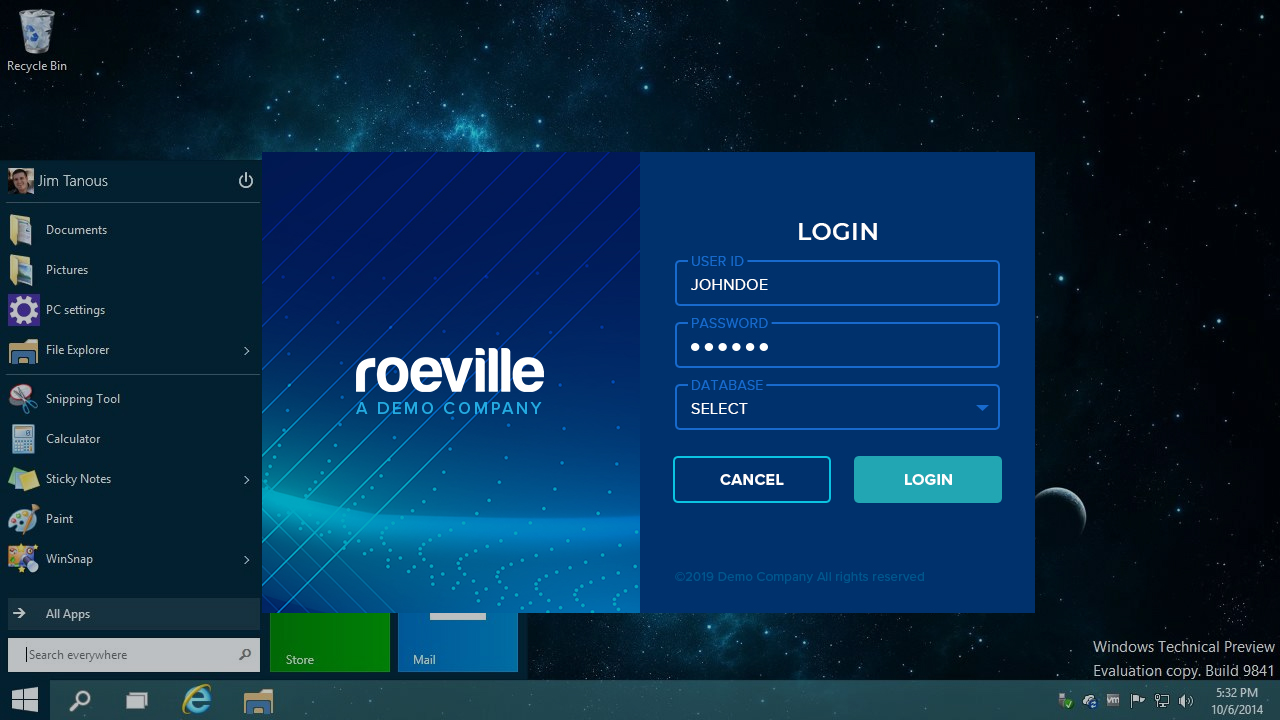 Recycle Bin
Jim Tanous
Documents
Pictures
PC settings
File Explorer
Snipping Tool
Calculator
Sticky Notes
Paint
WinSnap
All Apps
Search everywhere
roeville
A DEMO COMPANY
LOGIN
USER ID
JOHNDOE
PASSWORD
DATABASE
SELECT
CANCEL
LOGIN
©2019 Demo Company All rights reserved
Store
Mail
Windows Technical Preview
Evaluation copy. Build 9841
vm
5:32 PM
10/6/2014